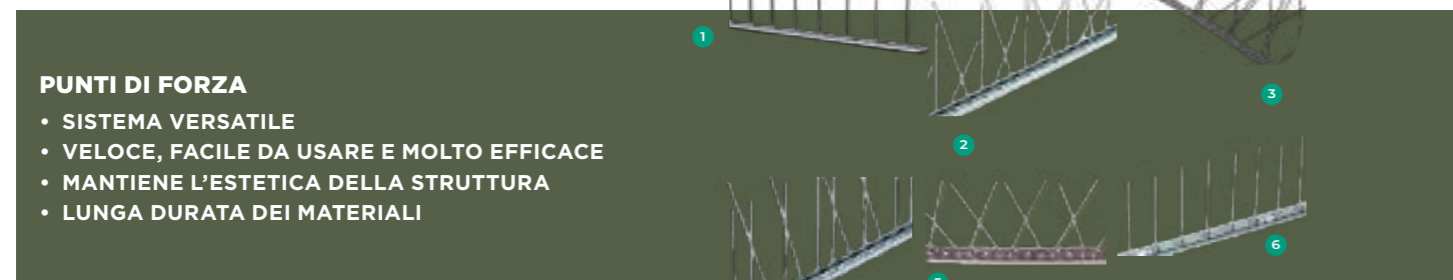 PUNTI DI FORZA
• SISTEMA VERSATILE
• VELOCE, FACILE DA USARE E MOLTO EFFICACE
• MANTIENE L'ESTETICA DELLA STRUTTURA
• LUNGA DURATA DEI MATERIALI
1
2
3
5
6